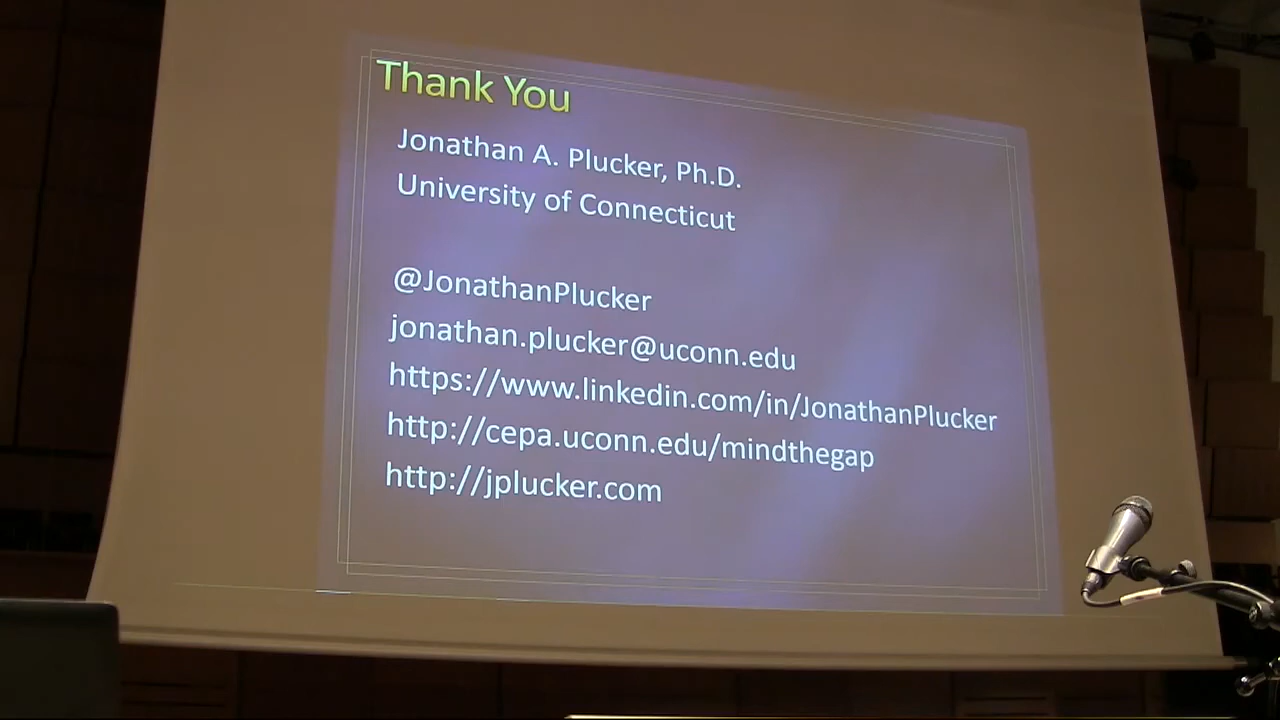 Thank You
Jonathan A. Plucker, Ph.D.
University of Connecticut
@JonathanPlucker
jonathan.plucker@uconn.edu
https://www.linkedin.com/in/JonathanPlucker
http://cepa.uconn.edu/mindthegap
http://jplucker.com